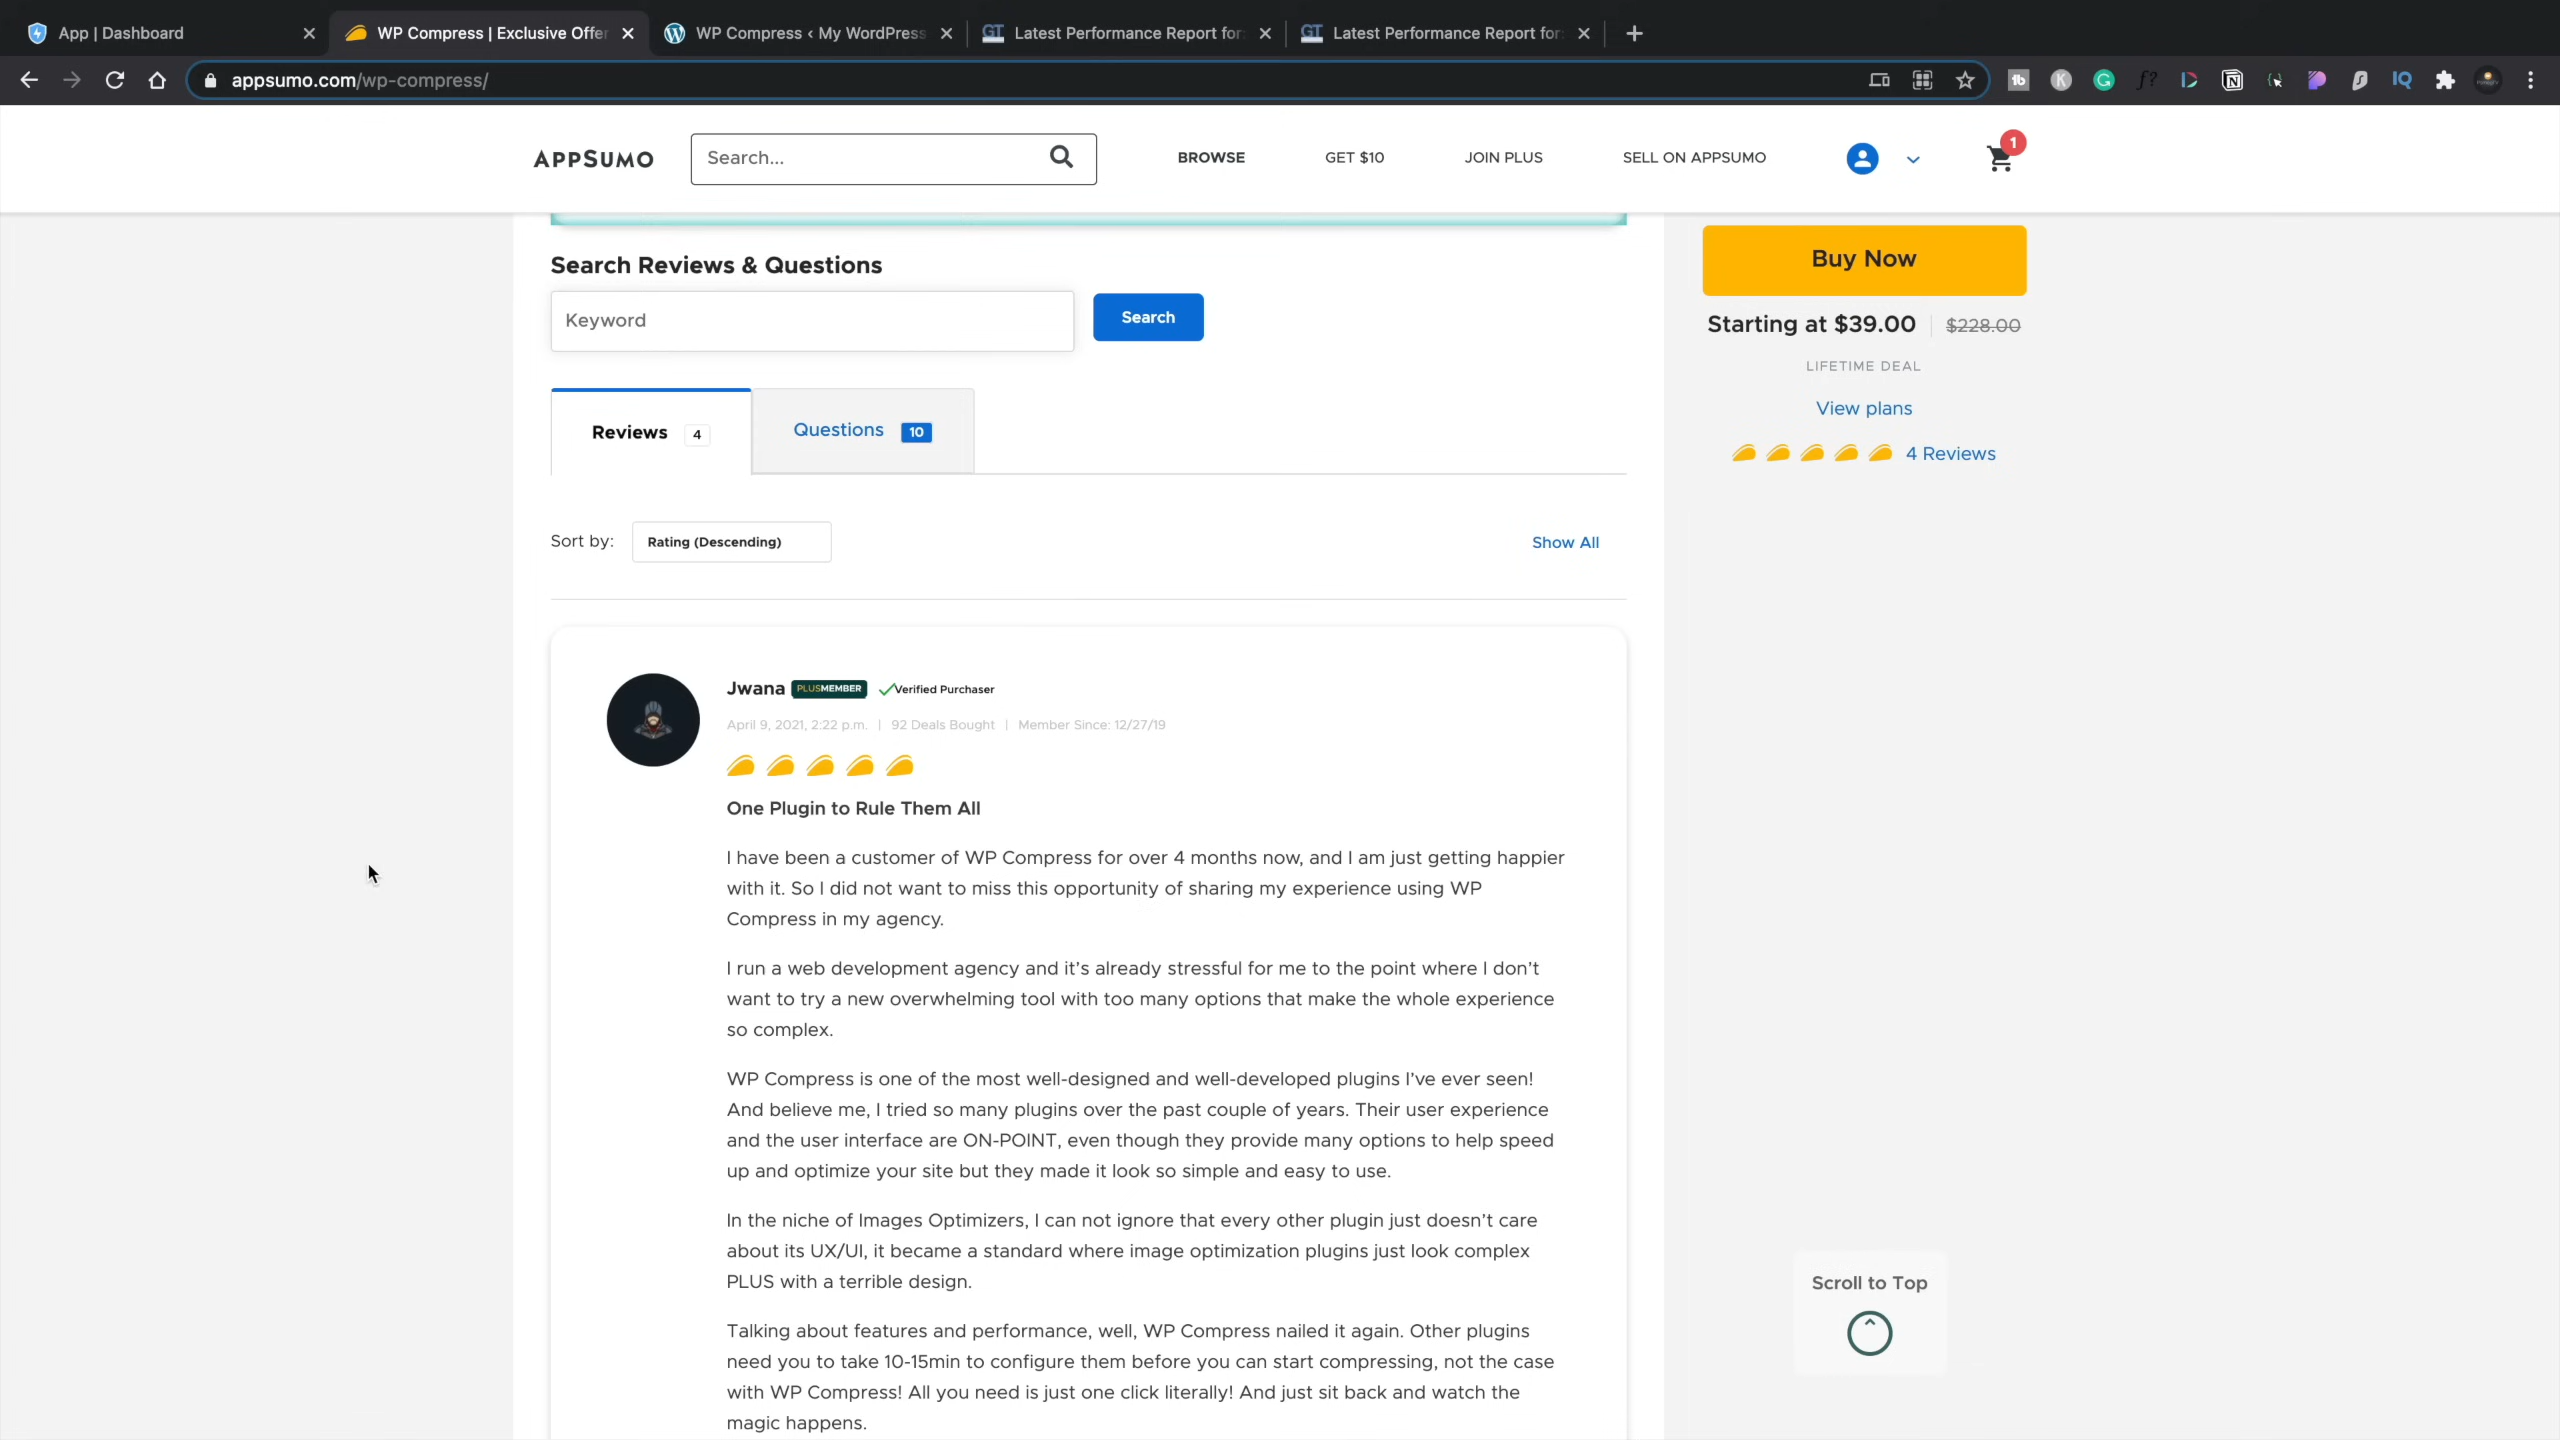 App | Dashboard
WP Compress | Exclusive Offer
WP Compress ‹ My WordPress
GT Latest Performance Report for:
GT Latest Performance Report for:
appsumo.com/wp-compress/
APPSUMO
Search...
BROWSE
GET $10
JOIN PLUS
SELL ON APPSUMO
1
Search Reviews & Questions
Keyword
Search
Buy Now
Starting at $39.00
$228.00
LIFETIME DEAL
View plans
4 Reviews
Reviews 4
Questions 10
Sort by:
Rating (Descending)
Show All
Jwana PLUSMEMBER Verified Purchaser
April 9, 2021, 2:22 p.m. | 92 Deals Bought | Member Since: 12/27/19
One Plugin to Rule Them All
I have been a customer of WP Compress for over 4 months now, and I am just getting happier
with it. So I did not want to miss this opportunity of sharing my experience using WP
Compress in my agency.
I run a web development agency and it's already stressful for me to the point where I don't
want to try a new overwhelming tool with too many options that make the whole experience
so complex.
WP Compress is one of the most well-designed and well-developed plugins I've ever seen!
And believe me, I tried so many plugins over the past couple of years. Their user experience
and the user interface are ON-POINT, even though they provide many options to help speed
up and optimize your site but they made it look so simple and easy to use.
In the niche of Images Optimizers, I can not ignore that every other plugin just doesn't care
about its UX/UI, it became a standard where image optimization plugins just look complex
PLUS with a terrible design.
Talking about features and performance, well, WP Compress nailed it again. Other plugins
need you to take 10-15min to configure them before you can start compressing, not the case
with WP Compress! All you need is just one click literally! And just sit back and watch the
magic happens.
Scroll to Top